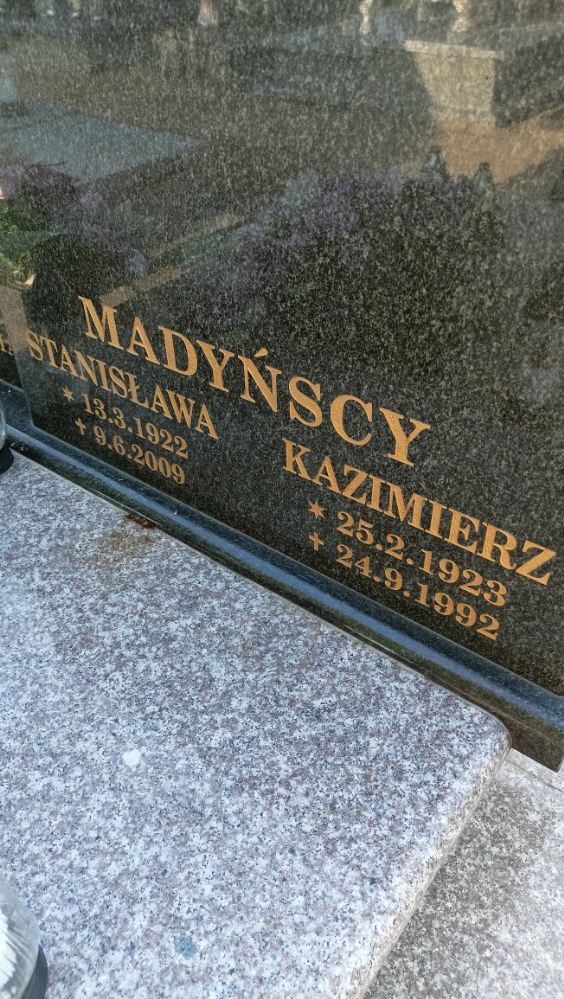 MADYŃSCY
STANISŁAWA
* 13.3.1922
† 9.6.2009
KAZIMIERZ
* 25.2.1923
† 24.9.1992